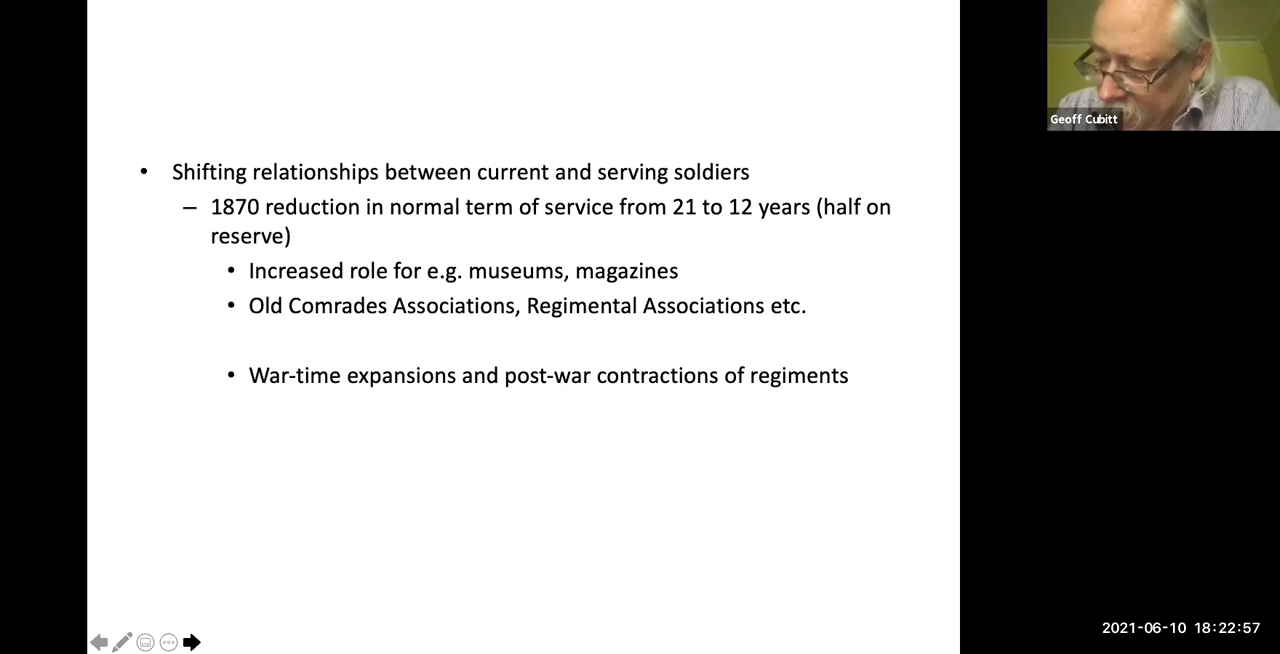 • Shifting relationships between current and serving soldiers
– 1870 reduction in normal term of service from 21 to 12 years (half on
reserve)
• Increased role for e.g. museums, magazines
• Old Comrades Associations, Regimental Associations etc.
• War-time expansions and post-war contractions of regiments
Geoff Cubitt
2021-06-10 18:22:57